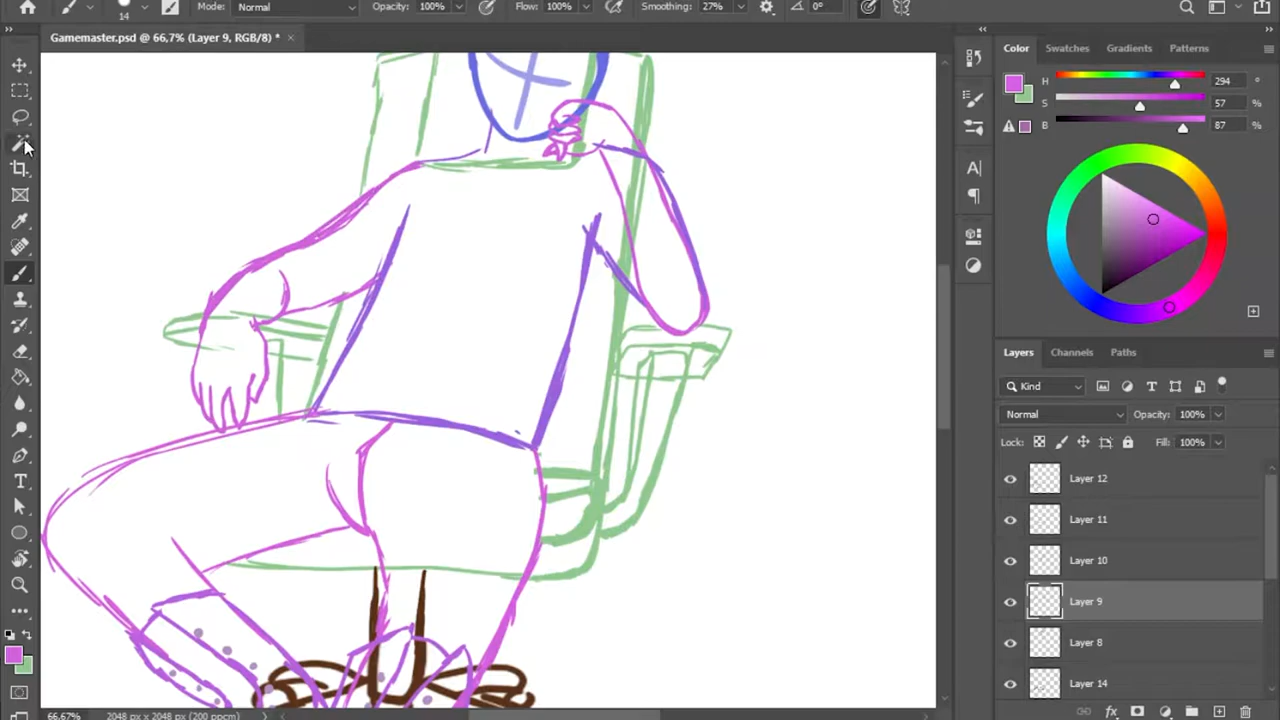 14 Mode: Normal Opacity: 100% Flow: 100% Smoothing: 27% 0°
Gamemaster.psd @ 66,7% (Layer 9, RGB/8) *
Color Swatches Gradients Patterns
H 294 °
S 57 %
B 87 %
Layers Channels Paths
Kind
Normal Opacity: 100%
Lock: Fill: 100%
Layer 12
Layer 11
Layer 10
Layer 9
Layer 8
Layer 14
66,67% 2048 px x 2048 px (200 ppcm)